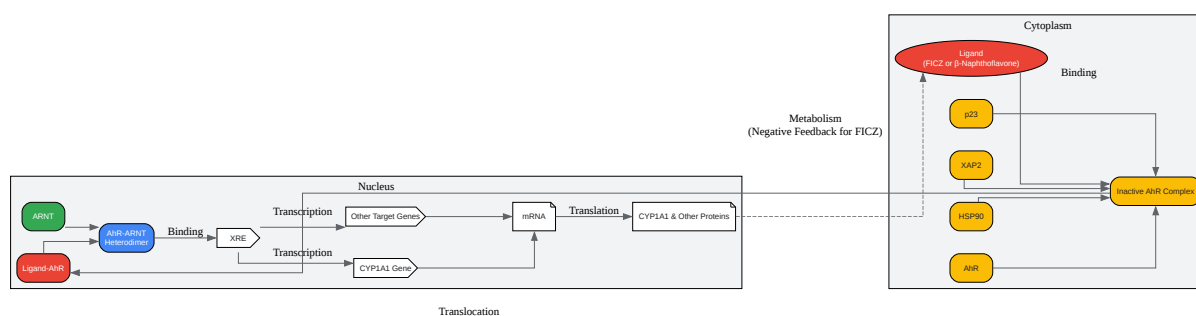 Cytoplasm
Ligand
(FICZ or β-Naphthoflavone)
Binding
p23
Metabolism
(Negative Feedback for FICZ)
XAP2
Inactive AhR Complex
HSP90
AhR
Nucleus
ARNT
Transcription
Other Target Genes
mRNA
Translation
CYP1A1 & Other Proteins
AhR-ARNT
Heterodimer
Binding
XRE
Transcription
Ligand-AhR
CYP1A1 Gene
Translocation